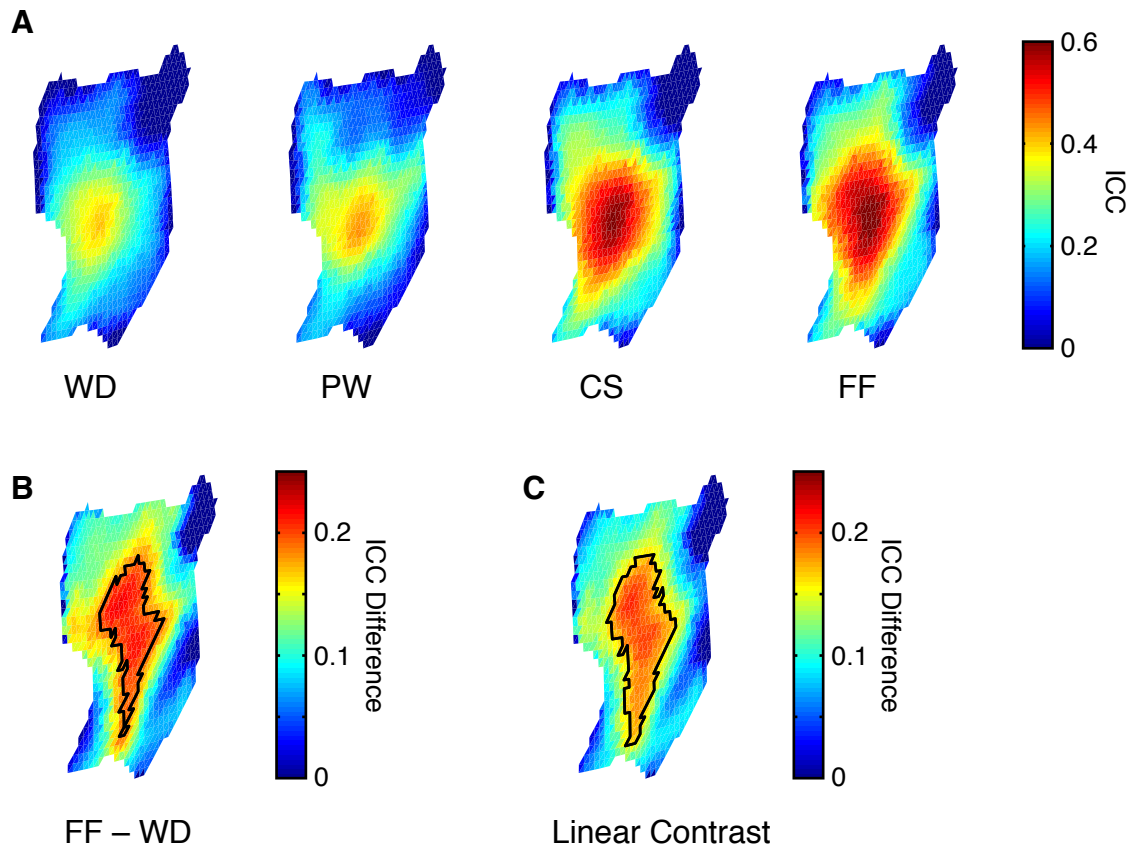 A
0.6
0.4
0.2
0
ICC
WD
PW
CS
FF
B
0.2
0.1
0
ICC Difference
FF – WD
C
0.2
0.1
0
ICC Difference
Linear Contrast